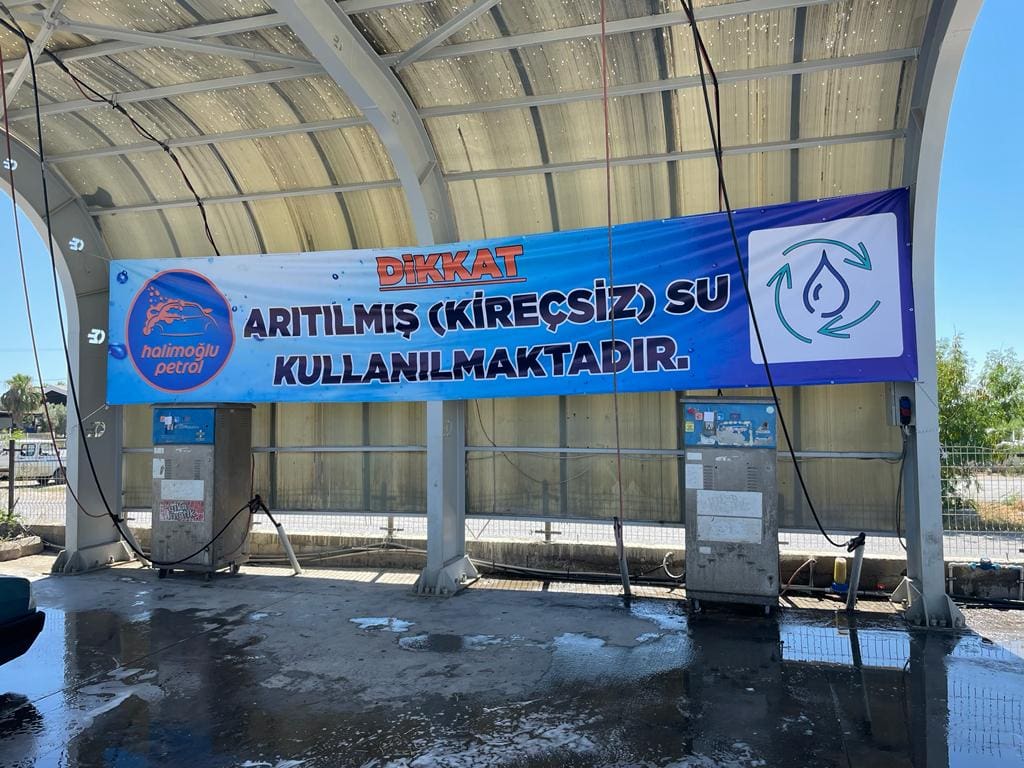 DİKKAT
ARITILMIŞ (KİREÇSİZ) SU
KULLANILMAKTADIR.
halimoğlu
petrol